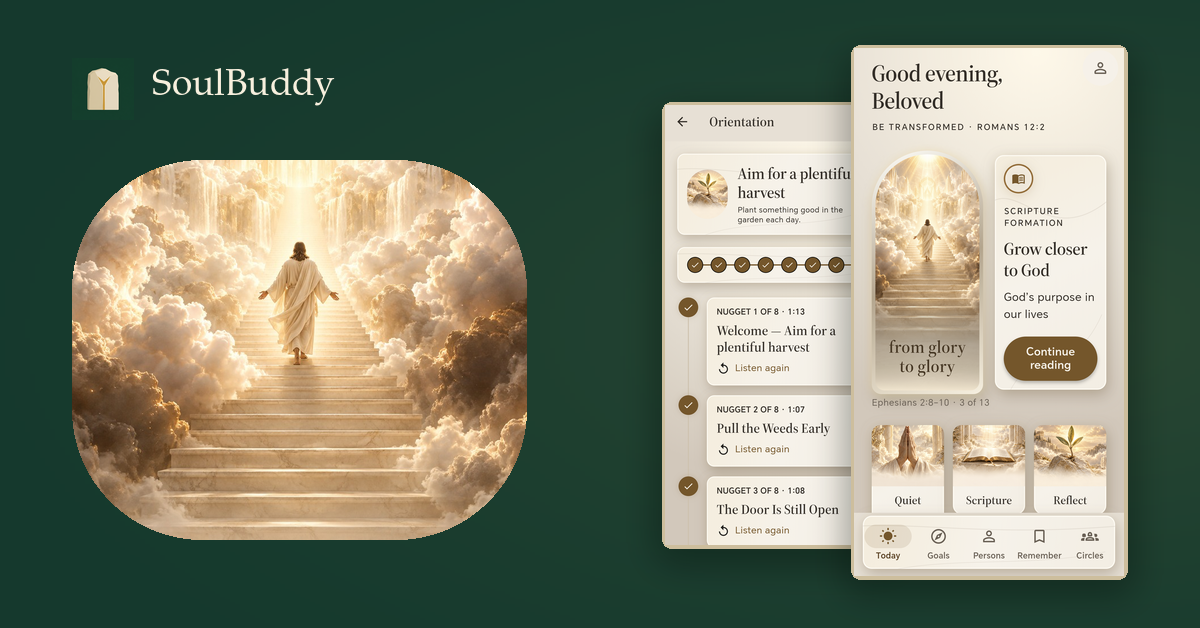 SoulBuddy
Orientation
Aim for a plentifu
harvest
Plant something good in the
garden each day.
NUGGET 1 OF 8 · 1:13
Welcome — Aim for a
plentiful harvest
Listen again
NUGGET 2 OF 8 · 1:07
Pull the Weeds Early
Listen again
NUGGET 3 OF 8 · 1:08
The Door Is Still Open
Listen again
Good evening,
Beloved
BE TRANSFORMED · ROMANS 12:2
from glory
to glory
SCRIPTURE
FORMATION
Grow closer
to God
God's purpose in
our lives
Continue
reading
Ephesians 2:8–10 · 3 of 13
Quiet
Scripture
Reflect
Today
Goals
Persons
Remember
Circles